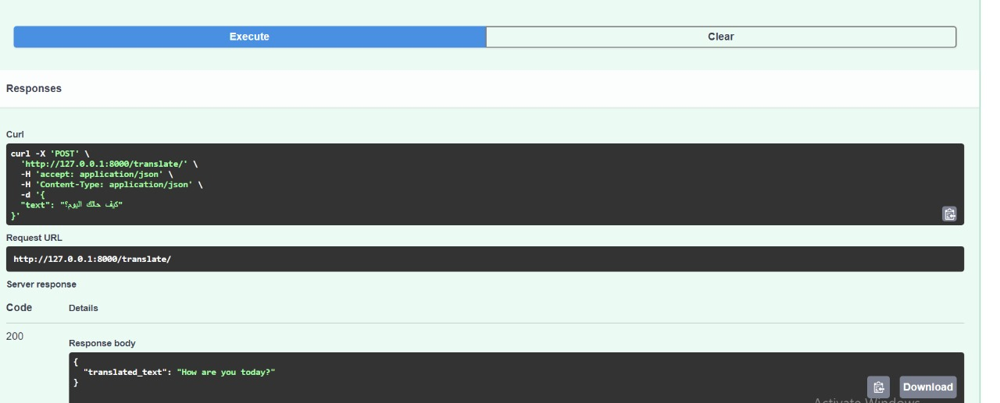 Execute
Clear
Responses
Curl
curl -X 'POST' \
'http://127.0.0.1:8000/translate/' \
-H 'accept: application/json' \
-H 'Content-Type: application/json' \
-d '{
"text": "كيف حالك اليوم؟"
}'
Request URL
http://127.0.0.1:8000/translate/
Server response
Code Details
200
Response body
{
"translated_text": "How are you today?"
}
Download
Activate Windows